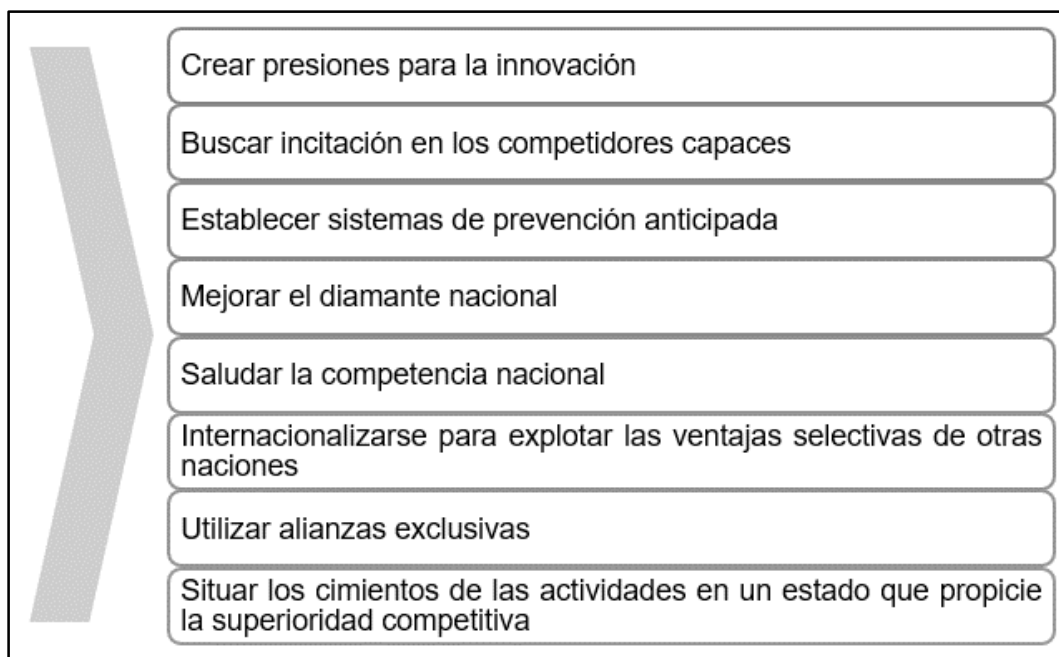 Crear presiones para la innovación
Buscar incitación en los competidores capaces
Establecer sistemas de prevención anticipada
Mejorar el diamante nacional
Saludar la competencia nacional
Internacionalizarse para explotar las ventajas selectivas de otras
naciones
Utilizar alianzas exclusivas
Situar los cimientos de las actividades en un estado que propicie
la superioridad competitiva